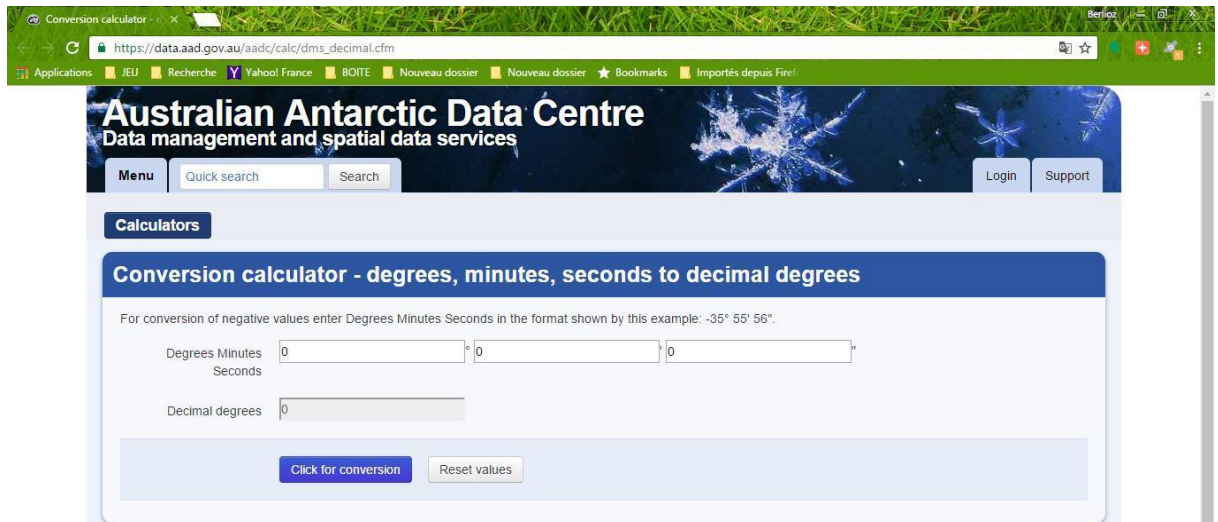 Conversion calculator - d
Berlioz
https://data.aad.gov.au/aadc/calc/dms_decimal.cfm
Applications JEU Recherche Yahoo! France BOITE Nouveau dossier Nouveau dossier Bookmarks Importés depuis Firef
Australian Antarctic Data Centre
Data management and spatial data services
Menu Quick search Search Login Support
Calculators
Conversion calculator - degrees, minutes, seconds to decimal degrees
For conversion of negative values enter Degrees Minutes Seconds in the format shown by this example: -35° 55' 56".
Degrees Minutes 0 ° 0 ' 0 "
Seconds
Decimal degrees 0
Click for conversion Reset values